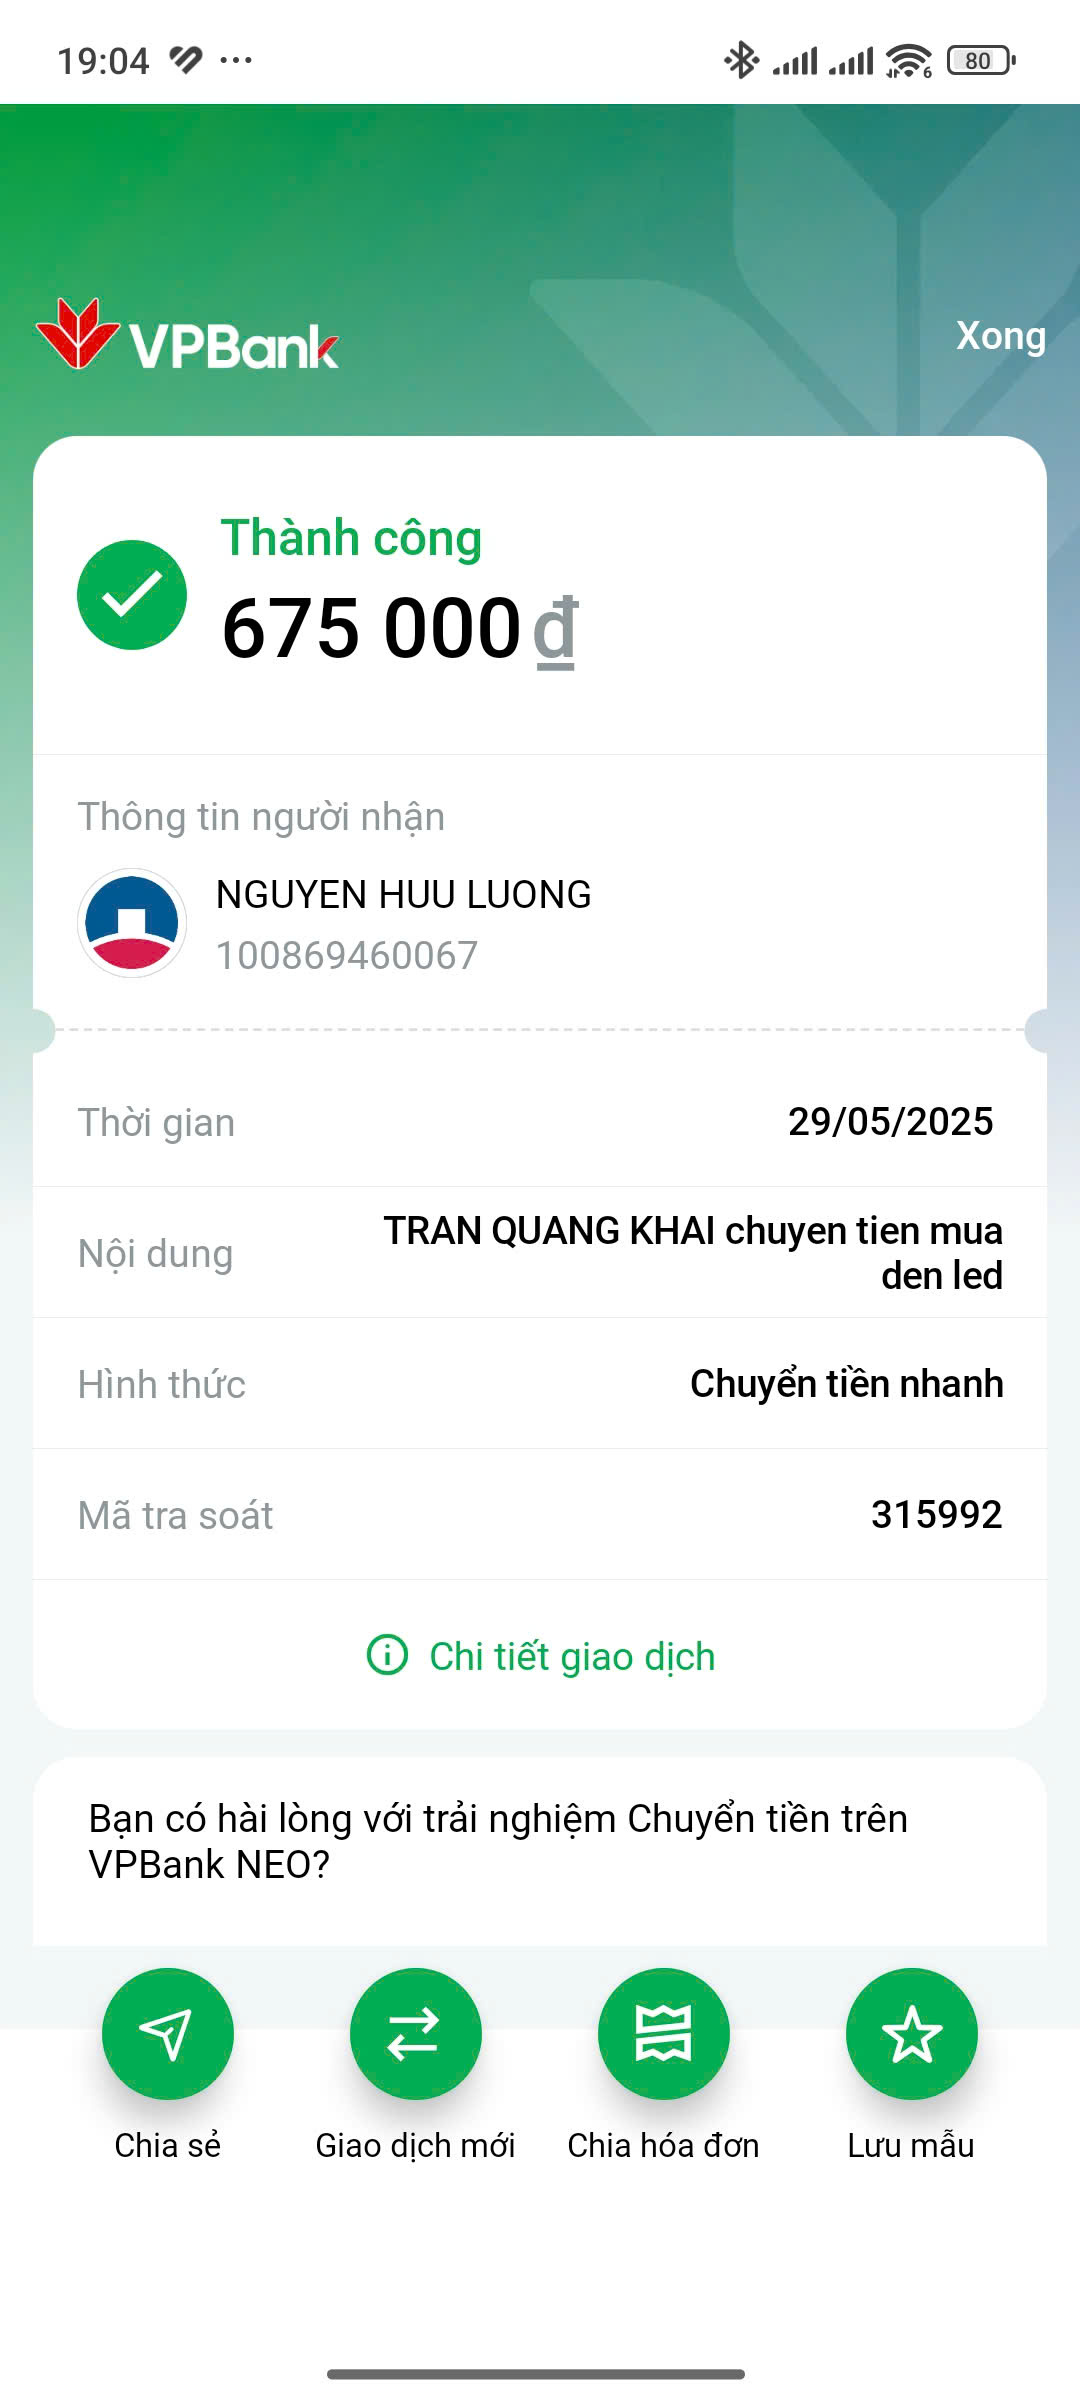 19:04
6
80
VPBank
Xong
Thành công
675 000 đ
Thông tin người nhận
NGUYEN HUU LUONG
100869460067
Thời gian
29/05/2025
Nội dung
TRAN QUANG KHAI chuyen tien mua
den led
Hình thức
Chuyển tiền nhanh
Mã tra soát
315992
Chi tiết giao dịch
Bạn có hài lòng với trải nghiệm Chuyển tiền trên
VPBank NEO?
Chia sẻ
Giao dịch mới
Chia hóa đơn
Lưu mẫu